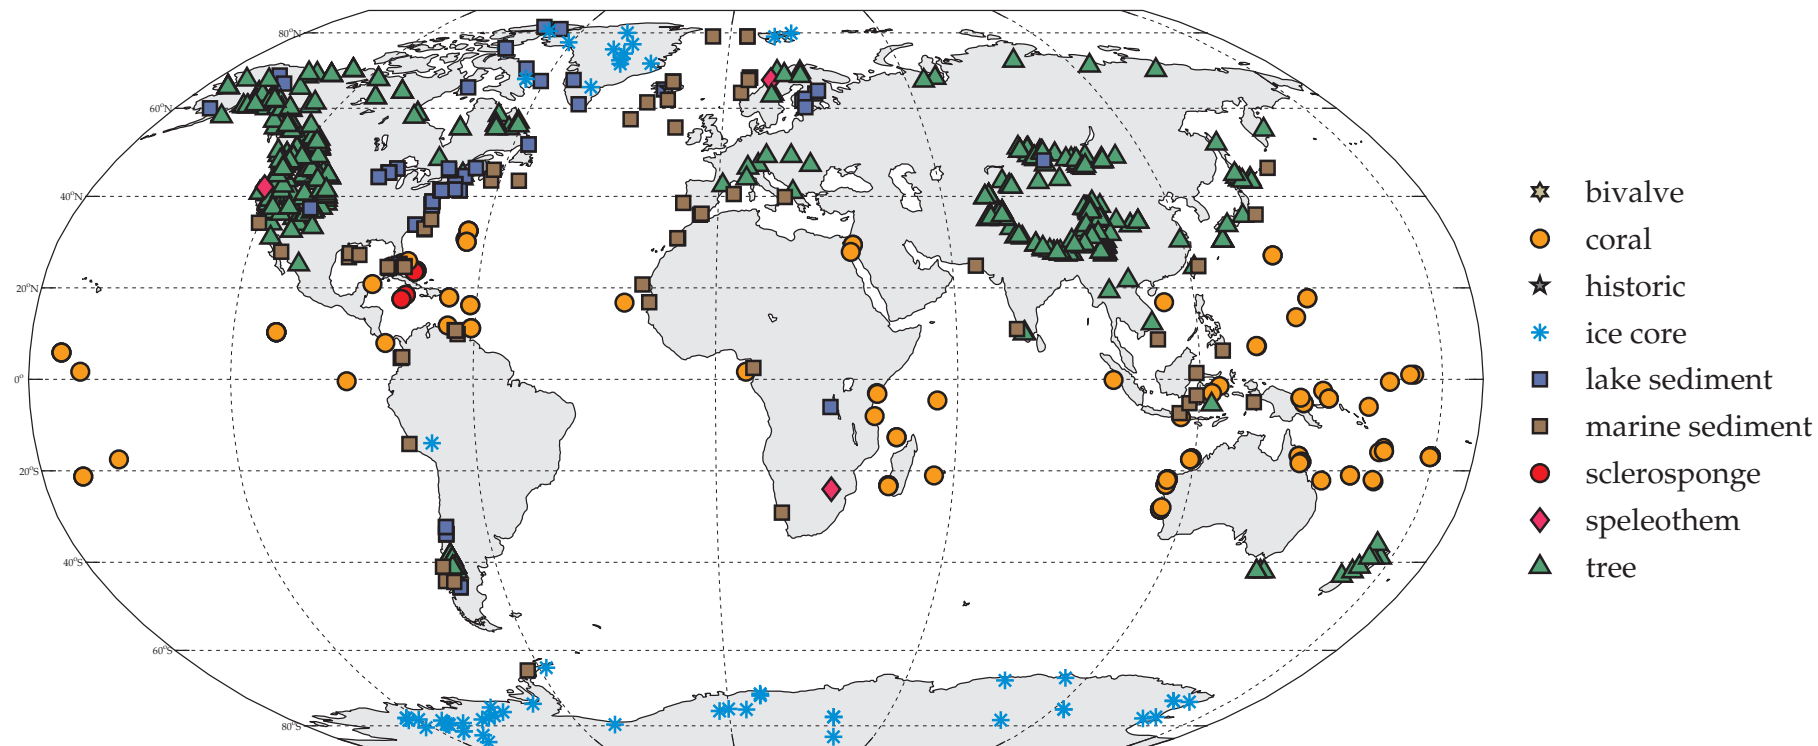 80°N
60°N
40°N
20°N
0°
20°S
40°S
60°S
80°S
bivalve
coral
historic
ice core
lake sediment
marine sediment
sclerosponge
speleothem
tree